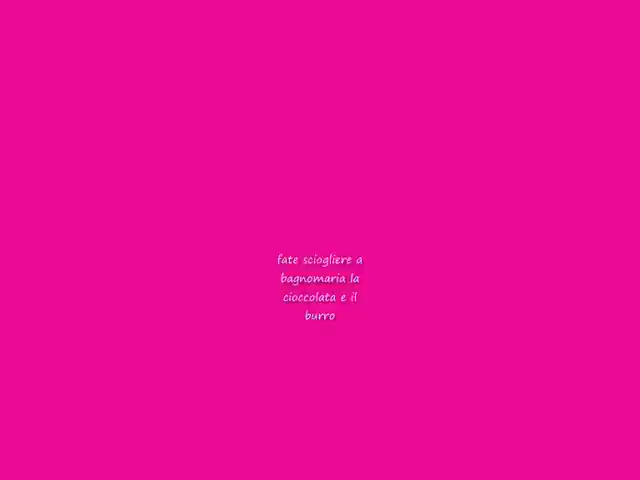 fate sciogliere a
bagnomaria la
cioccolata e il
burro